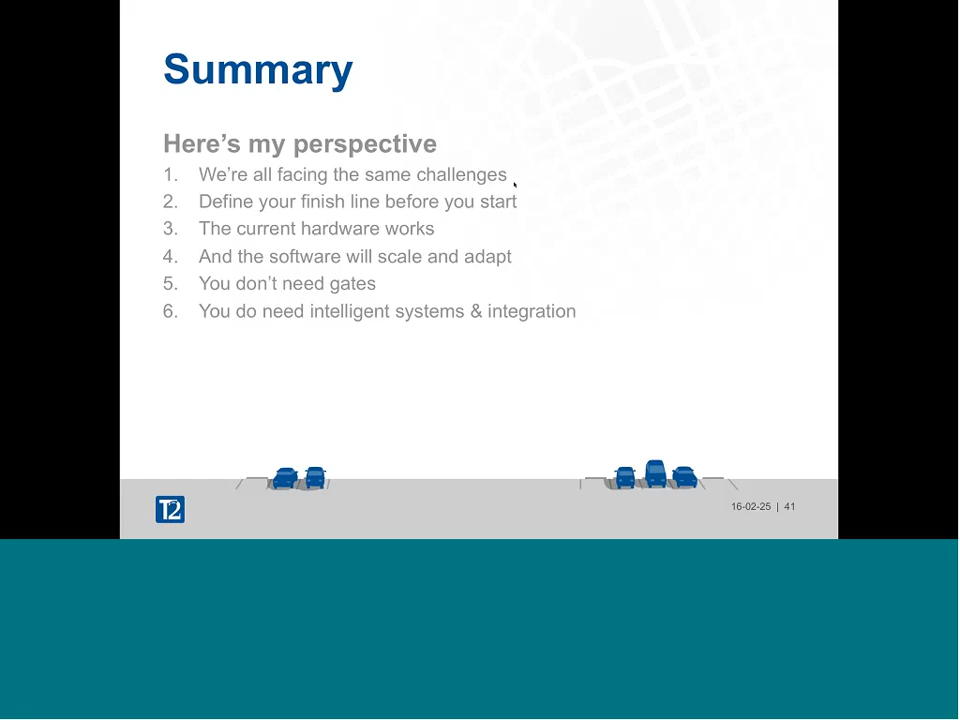 Summary
Here's my perspective
1. We're all facing the same challenges
2. Define your finish line before you start
3. The current hardware works
4. And the software will scale and adapt
5. You don't need gates
6. You do need intelligent systems & integration
T2
16-02-25 | 41